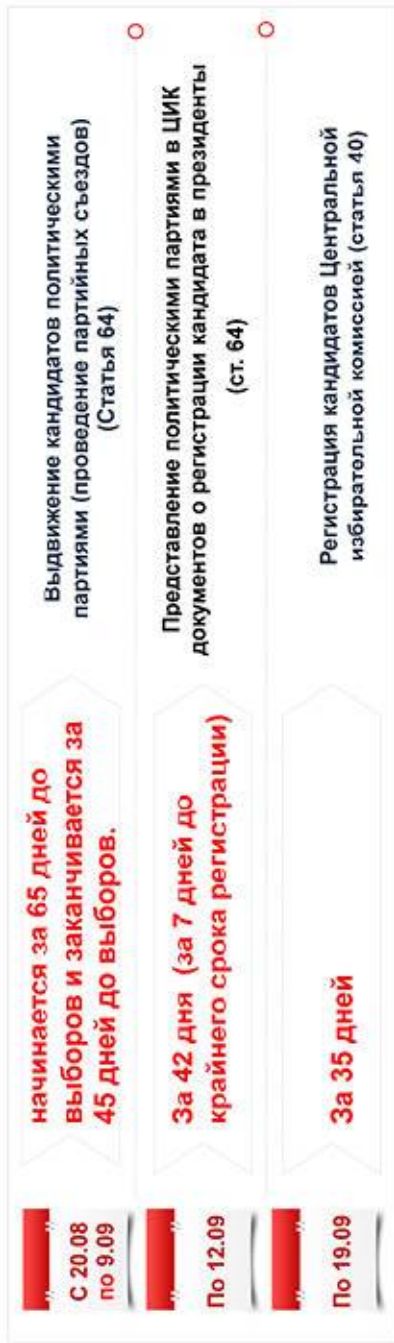 С 20.08
по 9.09
начинается за 65 дней до
выборов и заканчивается за
45 дней до выборов.
Выдвижение кандидатов политическими
партиями (проведение партийных съездов)
(Статья 64)
По 12.09
За 42 дня (за 7 дней до
крайнего срока регистрации)
Представление политическими партиями в ЦИК
документов о регистрации кандидата в президенты
(ст. 64)
По 19.09
За 35 дней
Регистрация кандидатов Центральной
избирательной комиссией (статья 40)